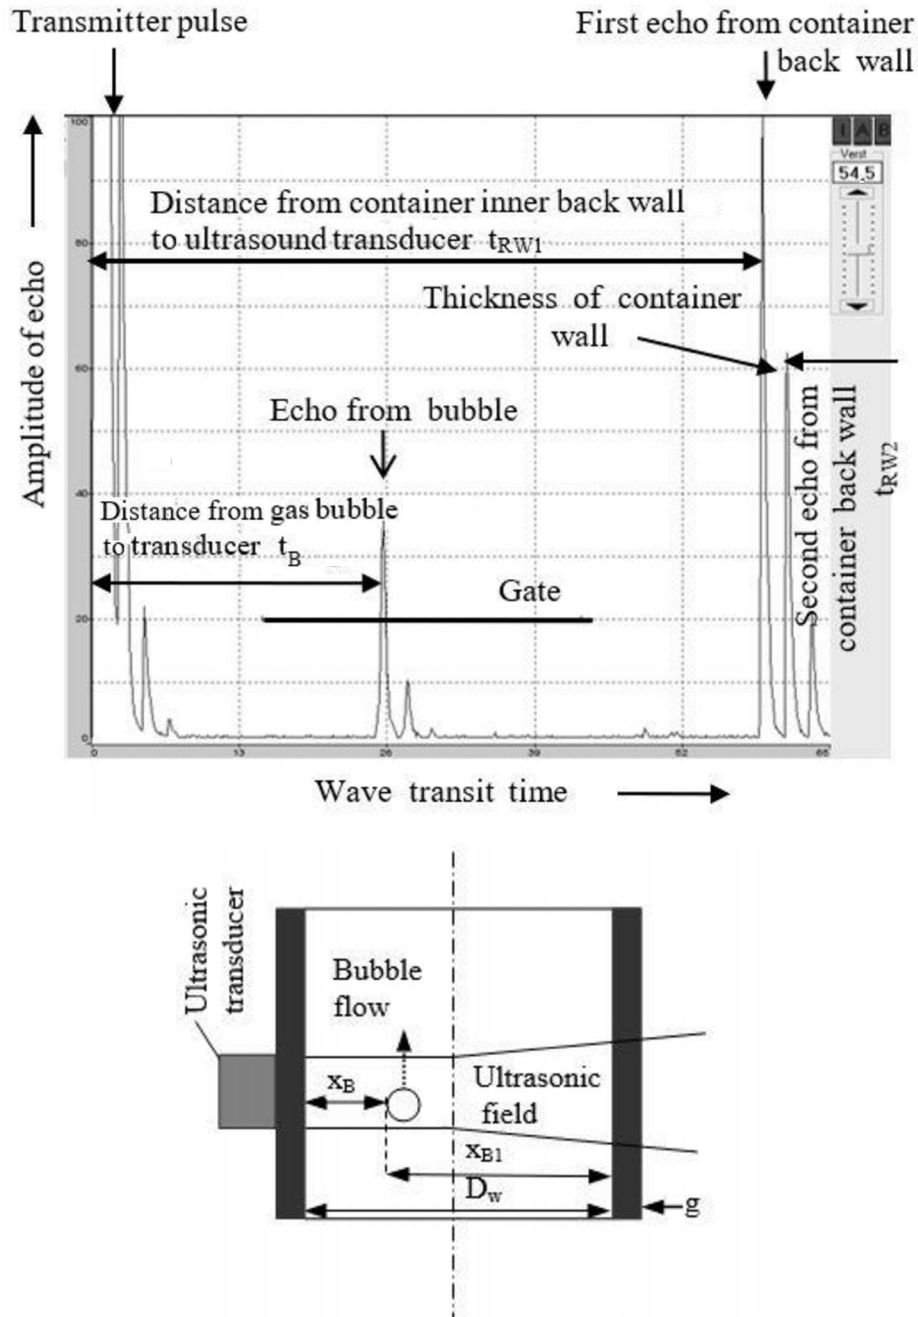 Transmitter pulse
First echo from container
back wall
100
I A B
Verst
54.5
Distance from container inner back wall
to ultrasound transducer tRW1
80
Thickness of container
wall
60
Amplitude of echo
Echo from bubble
Second echo from
container back wall
tRW2
40
Distance from gas bubble
to transducer tB
Gate
20
0
0 13 26 39 52 65
Wave transit time
Ultrasonic
transducer
Bubble
flow
xB
Ultrasonic
field
xB1
Dw
g